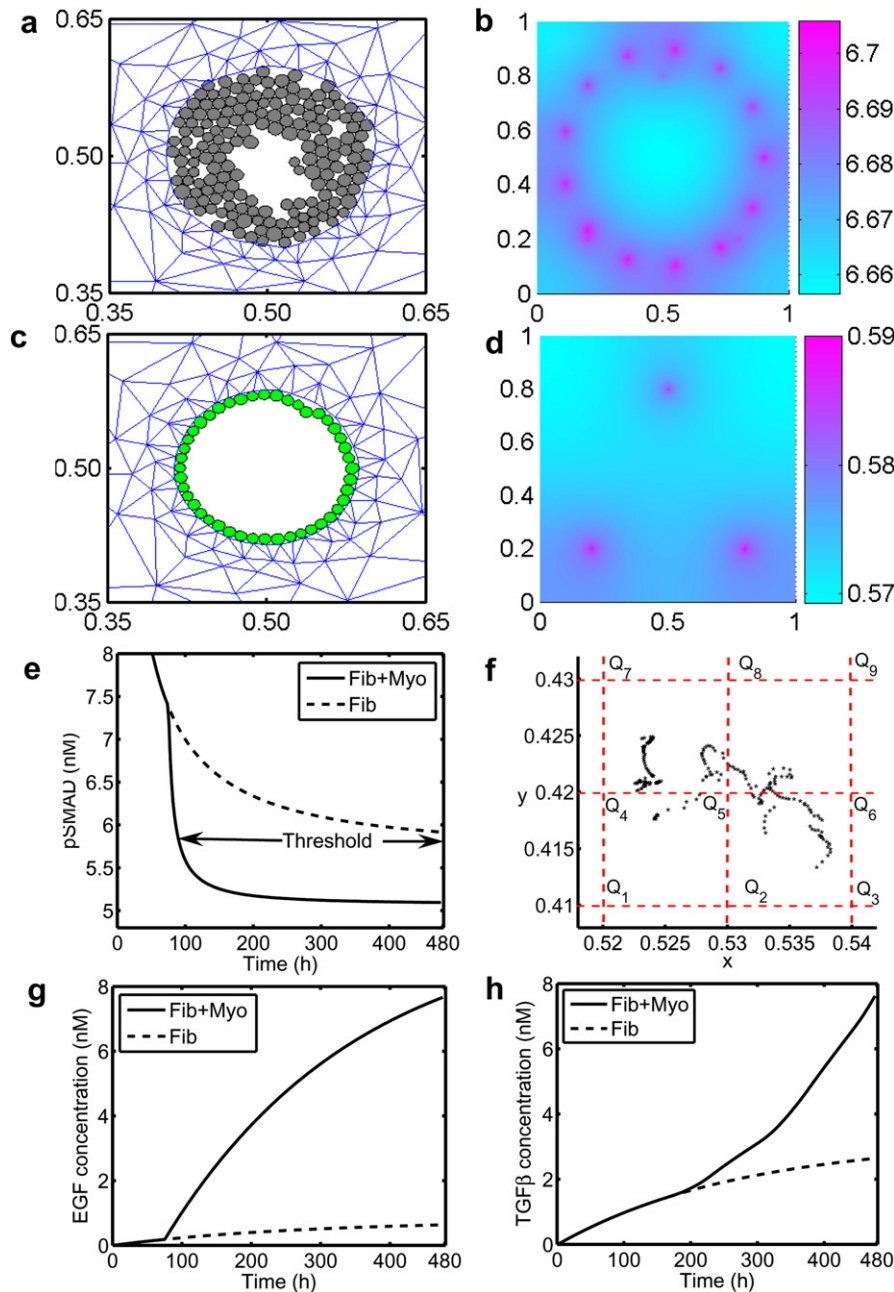 a
0.65
0.50
0.35
0.35
0.50
0.65
b
1
0.8
0.6
0.4
0.2
0
0
0.5
1
6.7
6.69
6.68
6.67
6.66
c
0.65
0.50
0.35
0.35
0.50
0.65
d
1
0.8
0.6
0.4
0.2
0
0
0.5
1
0.59
0.58
0.57
e
8
7.5
7
6.5
6
5.5
5
pSMAD (nM)
Fib+Myo
Fib
Threshold
0 100 200 300 400 480
Time (h)
f
Q7 Q8 Q9
0.43
0.425
y 0.42
Q4 Q5 Q6
0.415
0.41
Q1 Q2 Q3
0.52 0.525 0.53 0.535 0.54
x
g
8
6
4
2
0
EGF concentration (nM)
Fib+Myo
Fib
0 100 200 300 400 480
Time (h)
h
8
6
4
2
0
TGFβ concentration (nM)
Fib+Myo
Fib
0 100 200 300 400 480
Time (h)